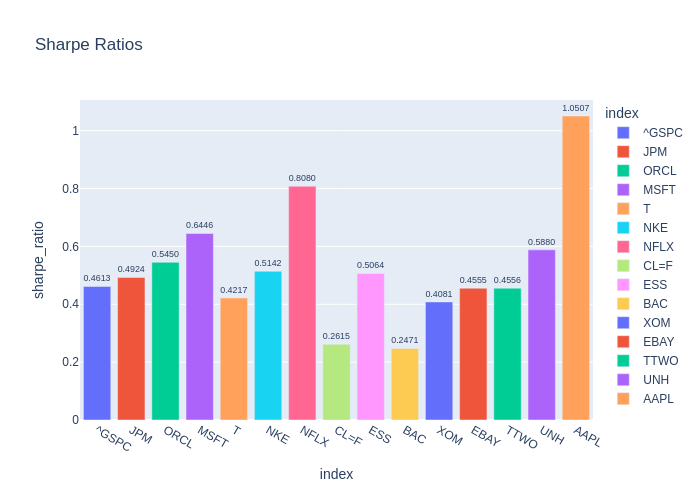 Sharpe Ratios
sharpe_ratio
1
0.8
0.6
0.4
0.2
0
0.4613
0.4924
0.5450
0.6446
0.4217
0.5142
0.8080
0.2615
0.5064
0.2471
0.4081
0.4555
0.4556
0.5880
1.0507
^GSPC
JPM
ORCL
MSFT
T
NKE
NFLX
CL=F
ESS
BAC
XOM
EBAY
TTWO
UNH
AAPL
index
index
^GSPC
JPM
ORCL
MSFT
T
NKE
NFLX
CL=F
ESS
BAC
XOM
EBAY
TTWO
UNH
AAPL